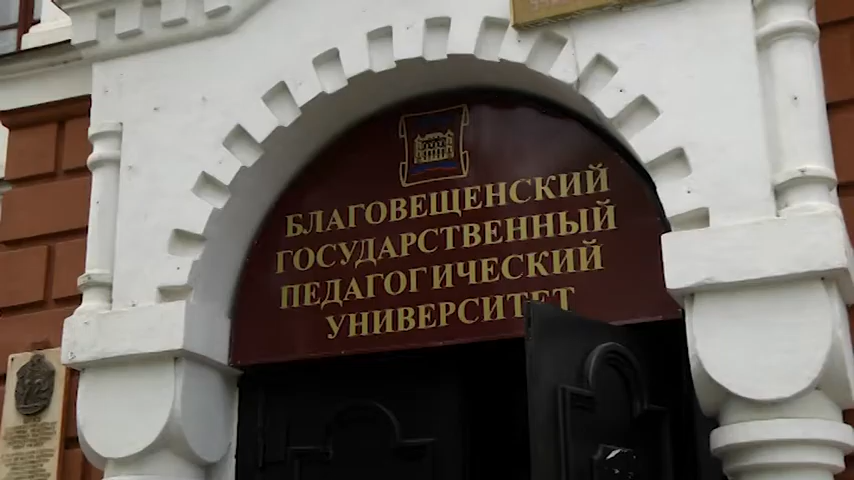 БЛАГОВЕЩЕНСКИЙ
ГОСУДАРСТВЕННЫЙ
ПЕДАГОГИЧЕСКИЙ
УНИВЕРСИТЕТ